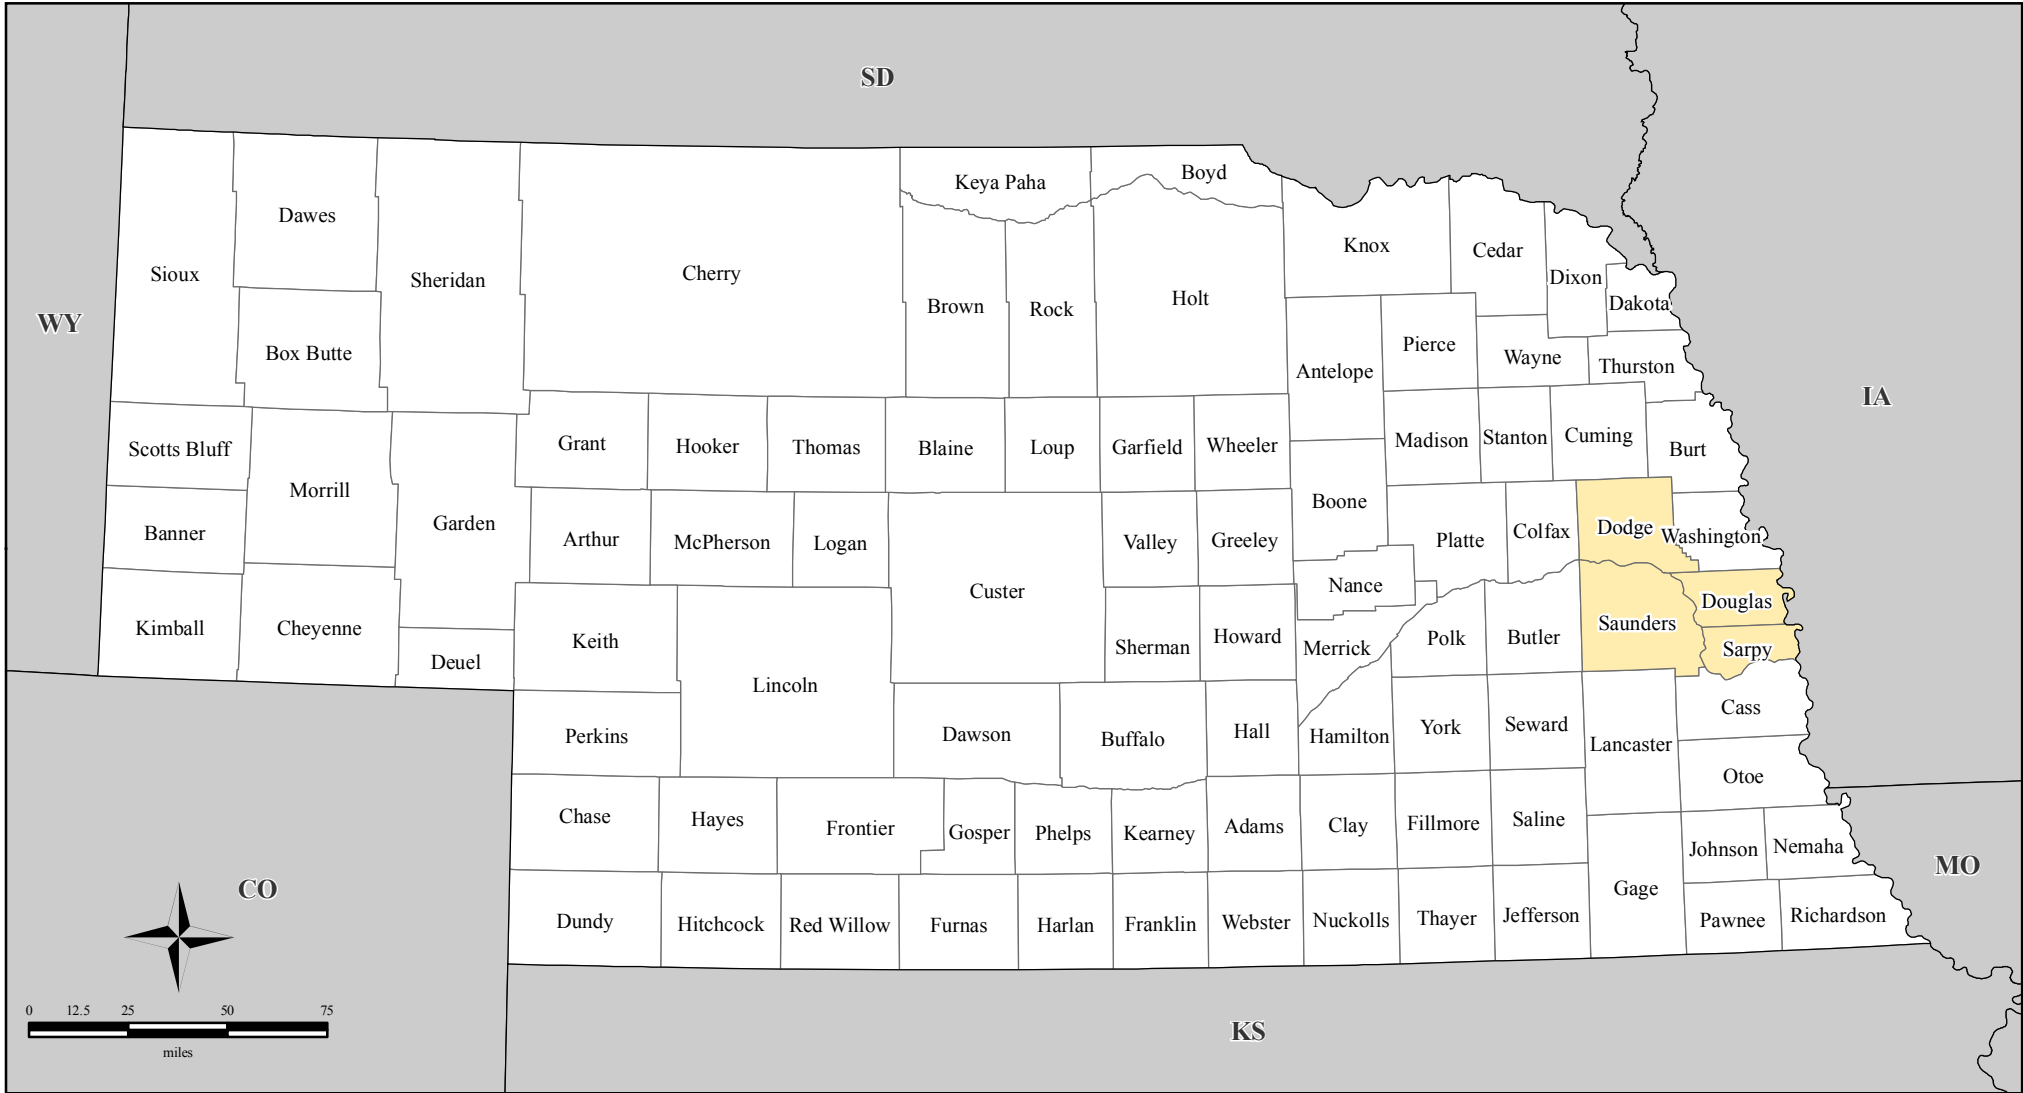 SD
WY
IA
CO
MO
KS
Keya Paha
Boyd
Dawes
Sioux
Sheridan
Cherry
Knox
Cedar
Dixon
Dakota
Brown
Rock
Holt
Box Butte
Antelope
Pierce
Wayne
Thurston
Scotts Bluff
Morrill
Garden
Grant
Hooker
Thomas
Blaine
Loup
Garfield
Wheeler
Madison
Stanton
Cuming
Burt
Boone
Banner
Arthur
McPherson
Logan
Custer
Valley
Greeley
Platte
Colfax
Dodge
Washington
Nance
Kimball
Cheyenne
Deuel
Keith
Lincoln
Sherman
Howard
Merrick
Polk
Butler
Saunders
Douglas
Sarpy
Perkins
Dawson
Buffalo
Hall
Hamilton
York
Seward
Lancaster
Cass
Otoe
Chase
Hayes
Frontier
Gosper
Phelps
Kearney
Adams
Clay
Fillmore
Saline
Johnson
Nemaha
Gage
Dundy
Hitchcock
Red Willow
Furnas
Harlan
Franklin
Webster
Nuckolls
Thayer
Jefferson
Pawnee
Richardson
0 12.5 25 50 75
miles